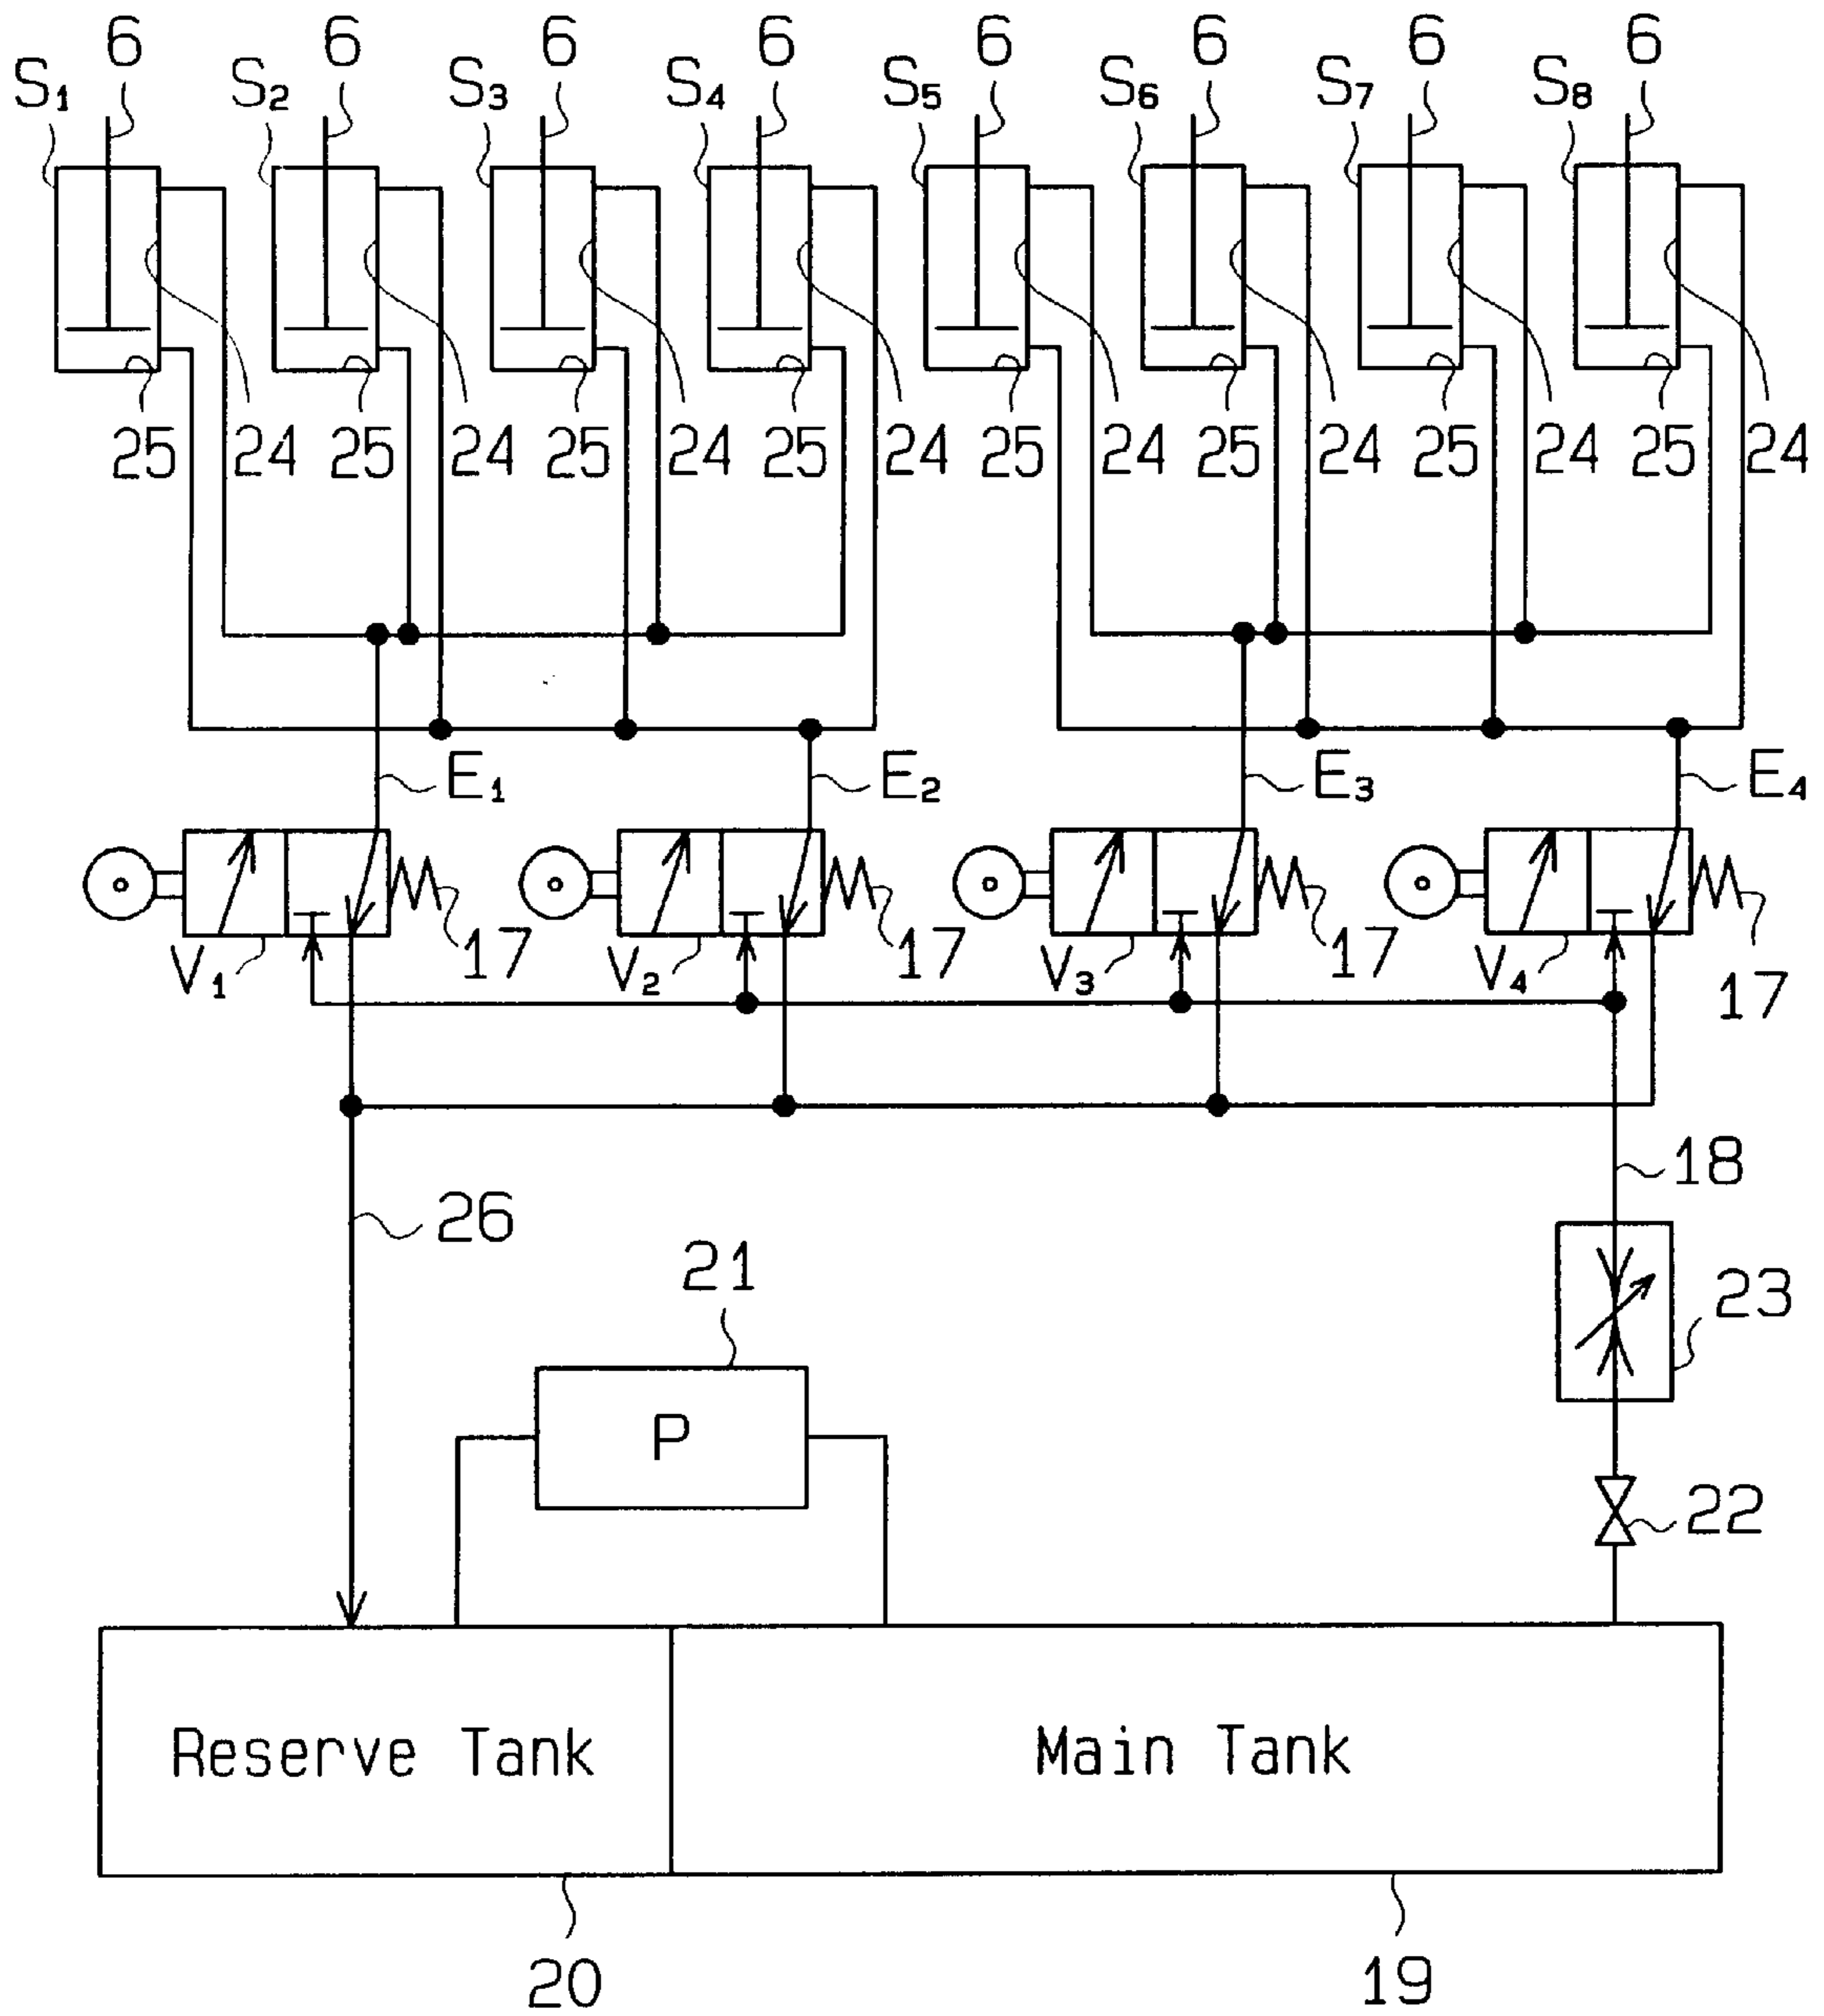 6 6 6 6 6 6 6 6
S1 S2 S3 S4 S5 S6 S7 S8
25 24 25 24 25 24 25 24 25 24 25 24 25 24 25 24
E1 E2 E3 E4
V1 17 V2 17 V3 17 V4 17
18
26
21
23
P
22
Reserve Tank Main Tank
20 19